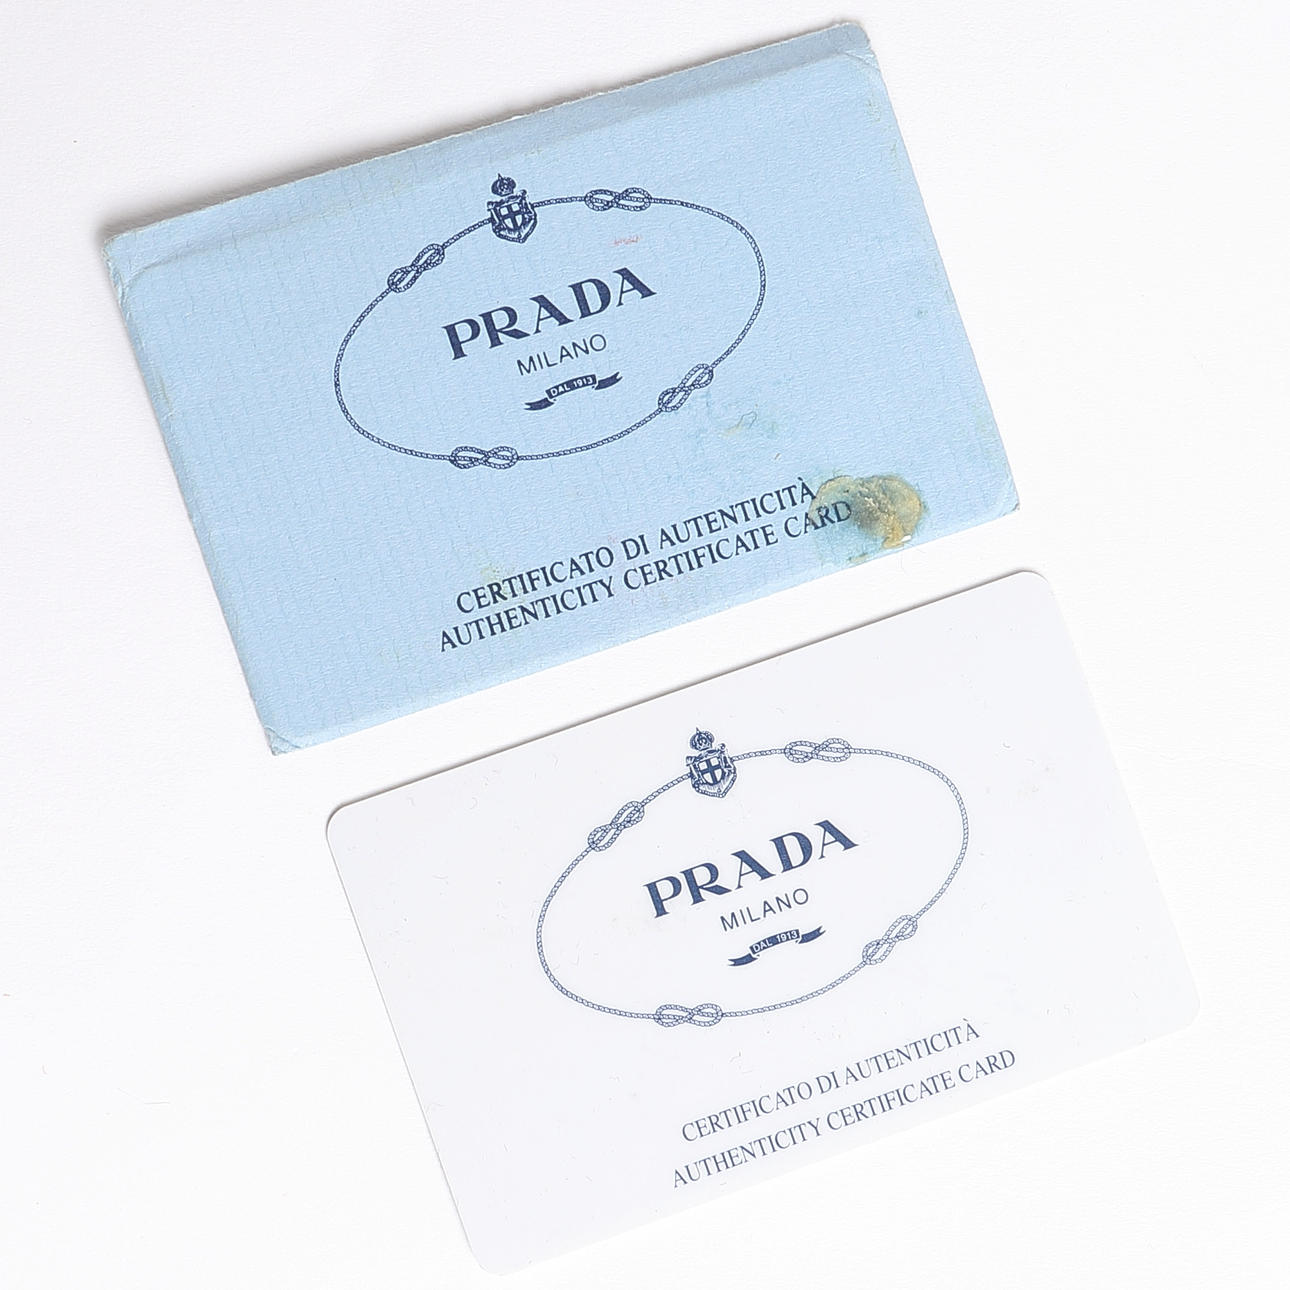 PRADA
MILANO
DAL 1913
CERTIFICATO DI AUTENTICITÀ
AUTHENTICITY CERTIFICATE CARD
PRADA
MILANO
DAL 1913
CERTIFICATO DI AUTENTICITÀ
AUTHENTICITY CERTIFICATE CARD